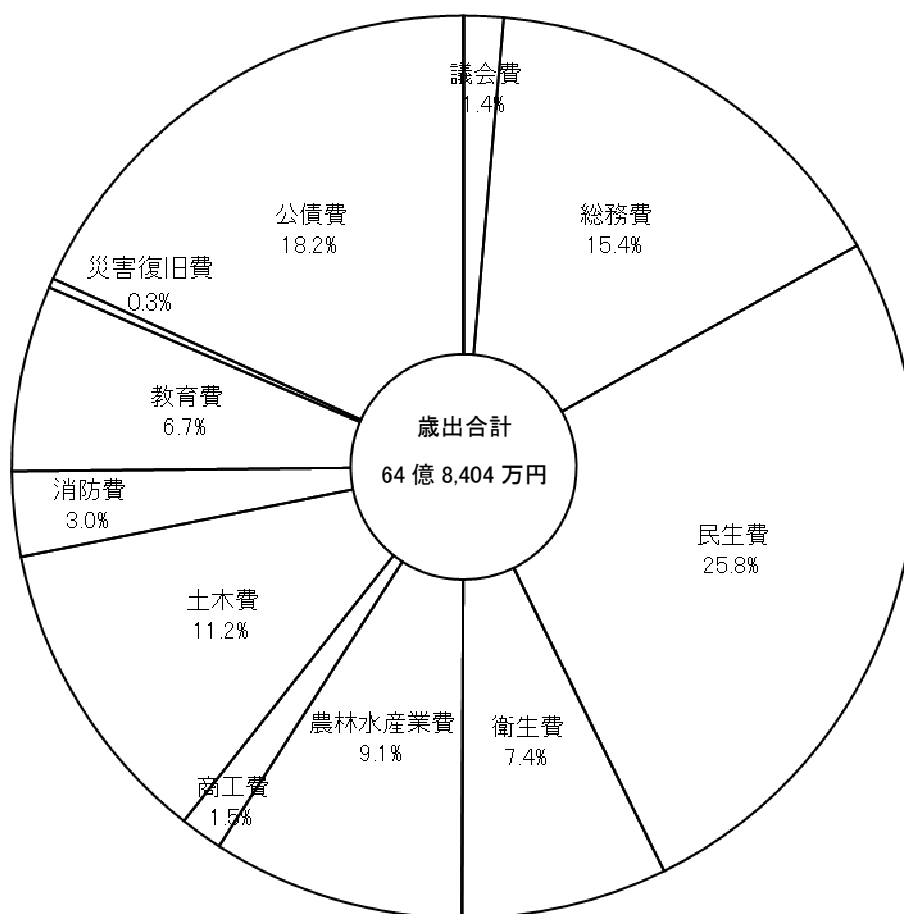 議会費
1.4%
総務費
15.4%
民生費
25.8%
衛生費
7.4%
農林水産業費
9.1%
商工費
1.5%
土木費
11.2%
消防費
3.0%
教育費
6.7%
災害復旧費
0.3%
公債費
18.2%
歳出合計
64 億 8,404 万円